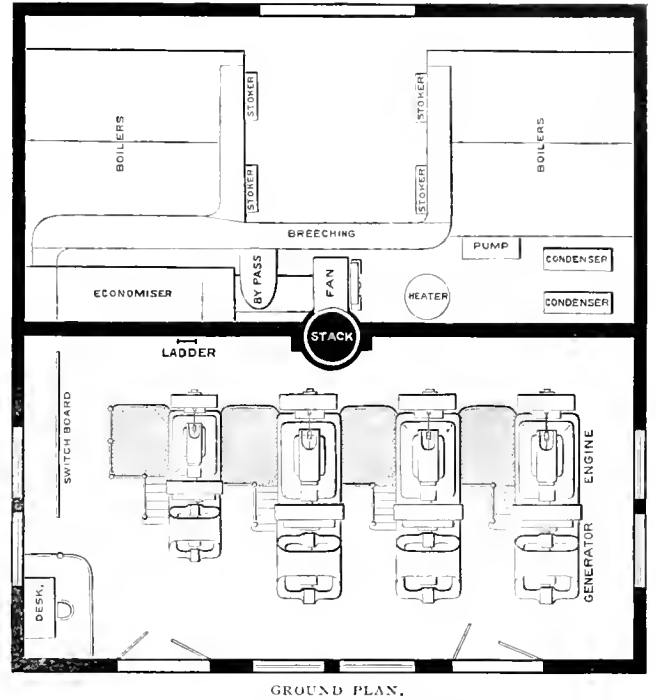 STOKER
STOKER
BOILERS
BOILERS
STOKER
STOKER
BREECHING
PUMP
BY PASS
FAN
CONDENSER
ECONOMISER
HEATER
CONDENSER
STACK
LADDER
SWITCH BOARD
ENGINE
GENERATOR
DESK.
GROUND PLAN.